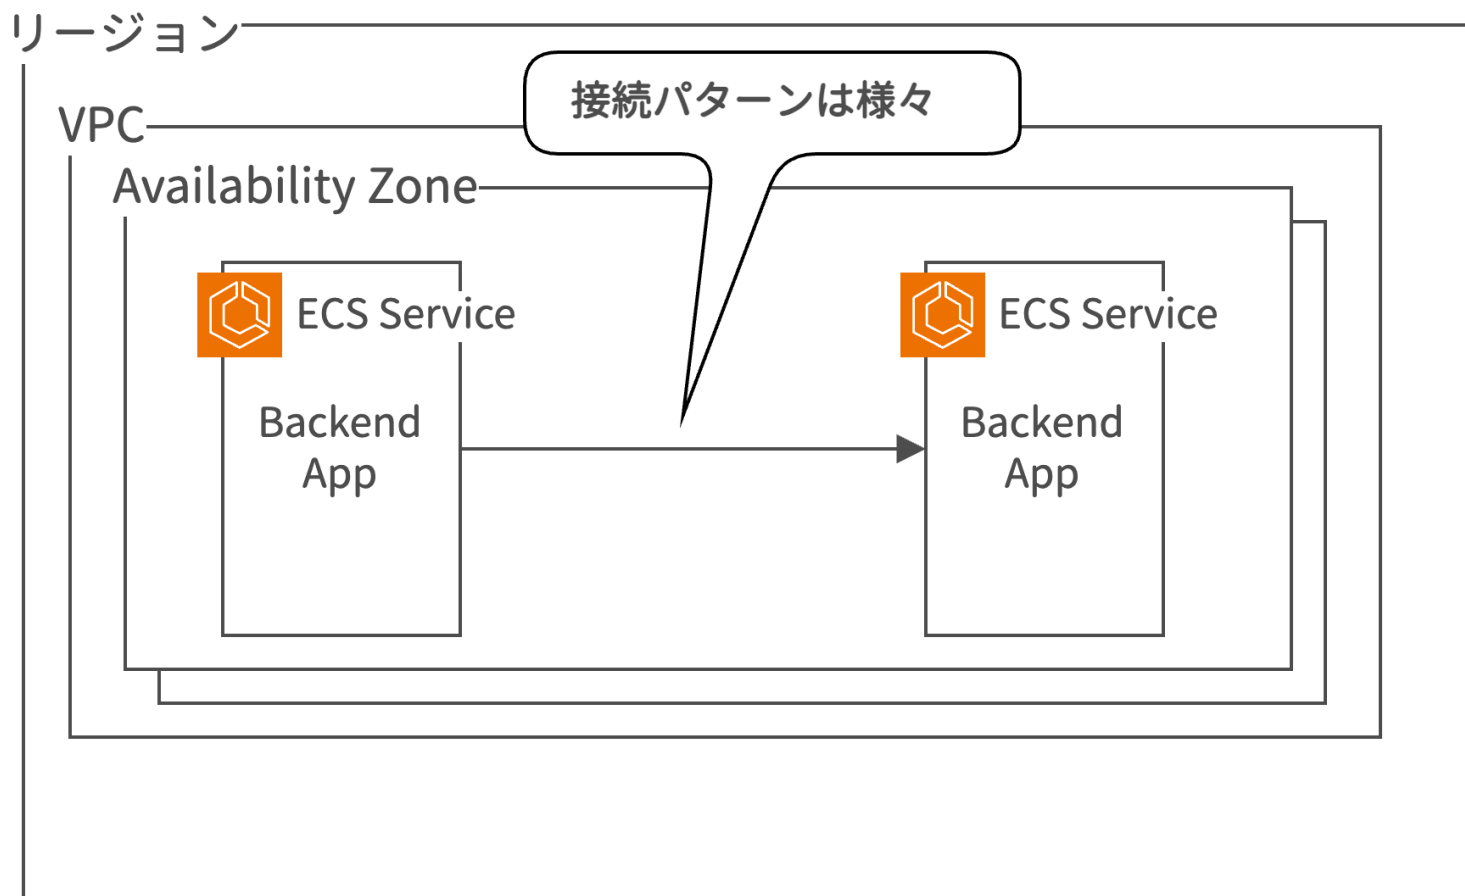 リージョン
接続パターンは様々
VPC
Availability Zone
ECS Service
Backend
App
ECS Service
Backend
App